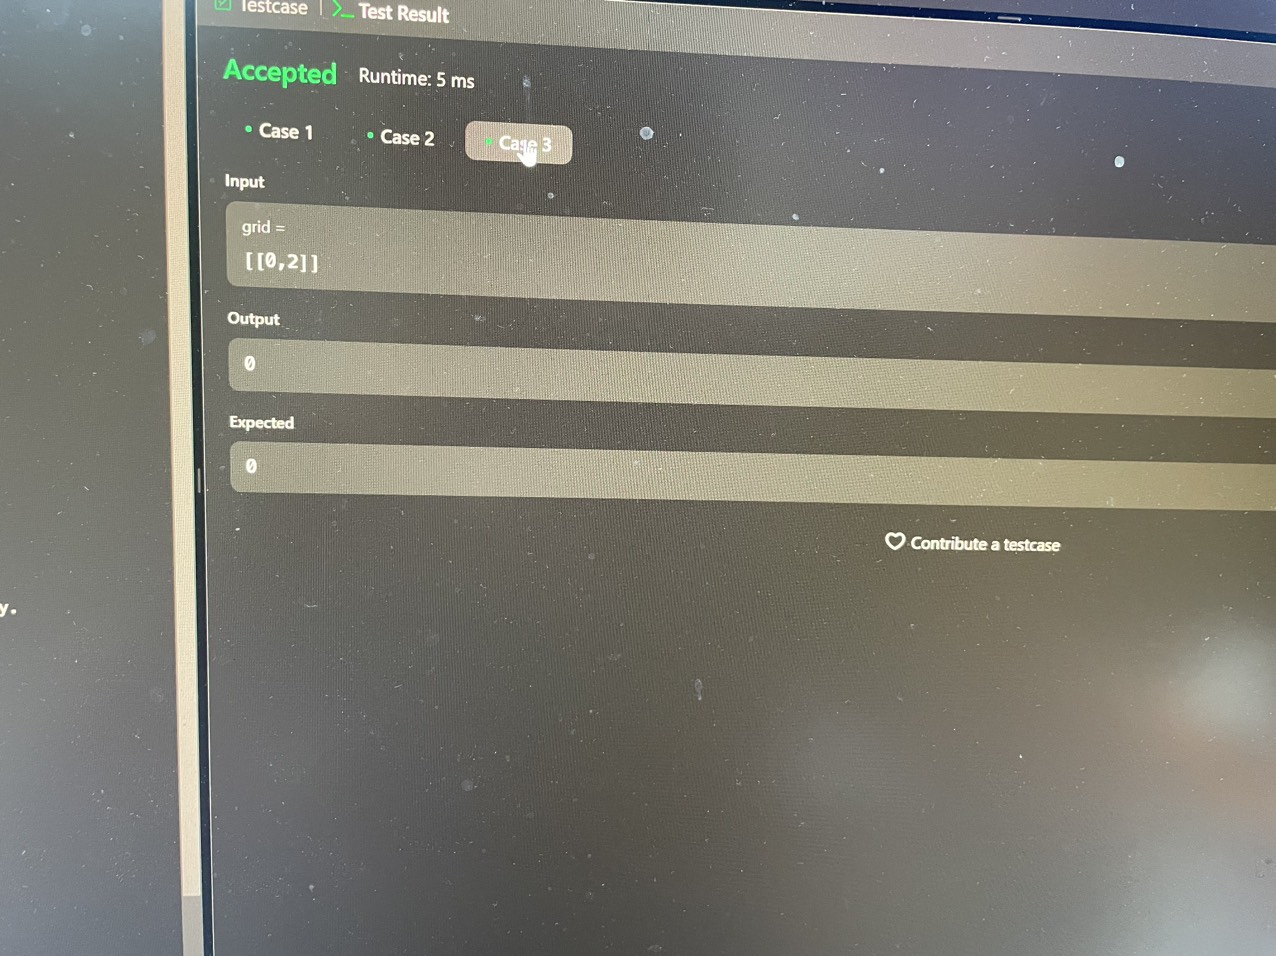 Testcase | >_ Test Result
Accepted Runtime: 5 ms
• Case 1 • Case 2 • Case 3
Input
grid =
[[0,2]]
Output
0
Expected
0
Contribute a testcase
y.